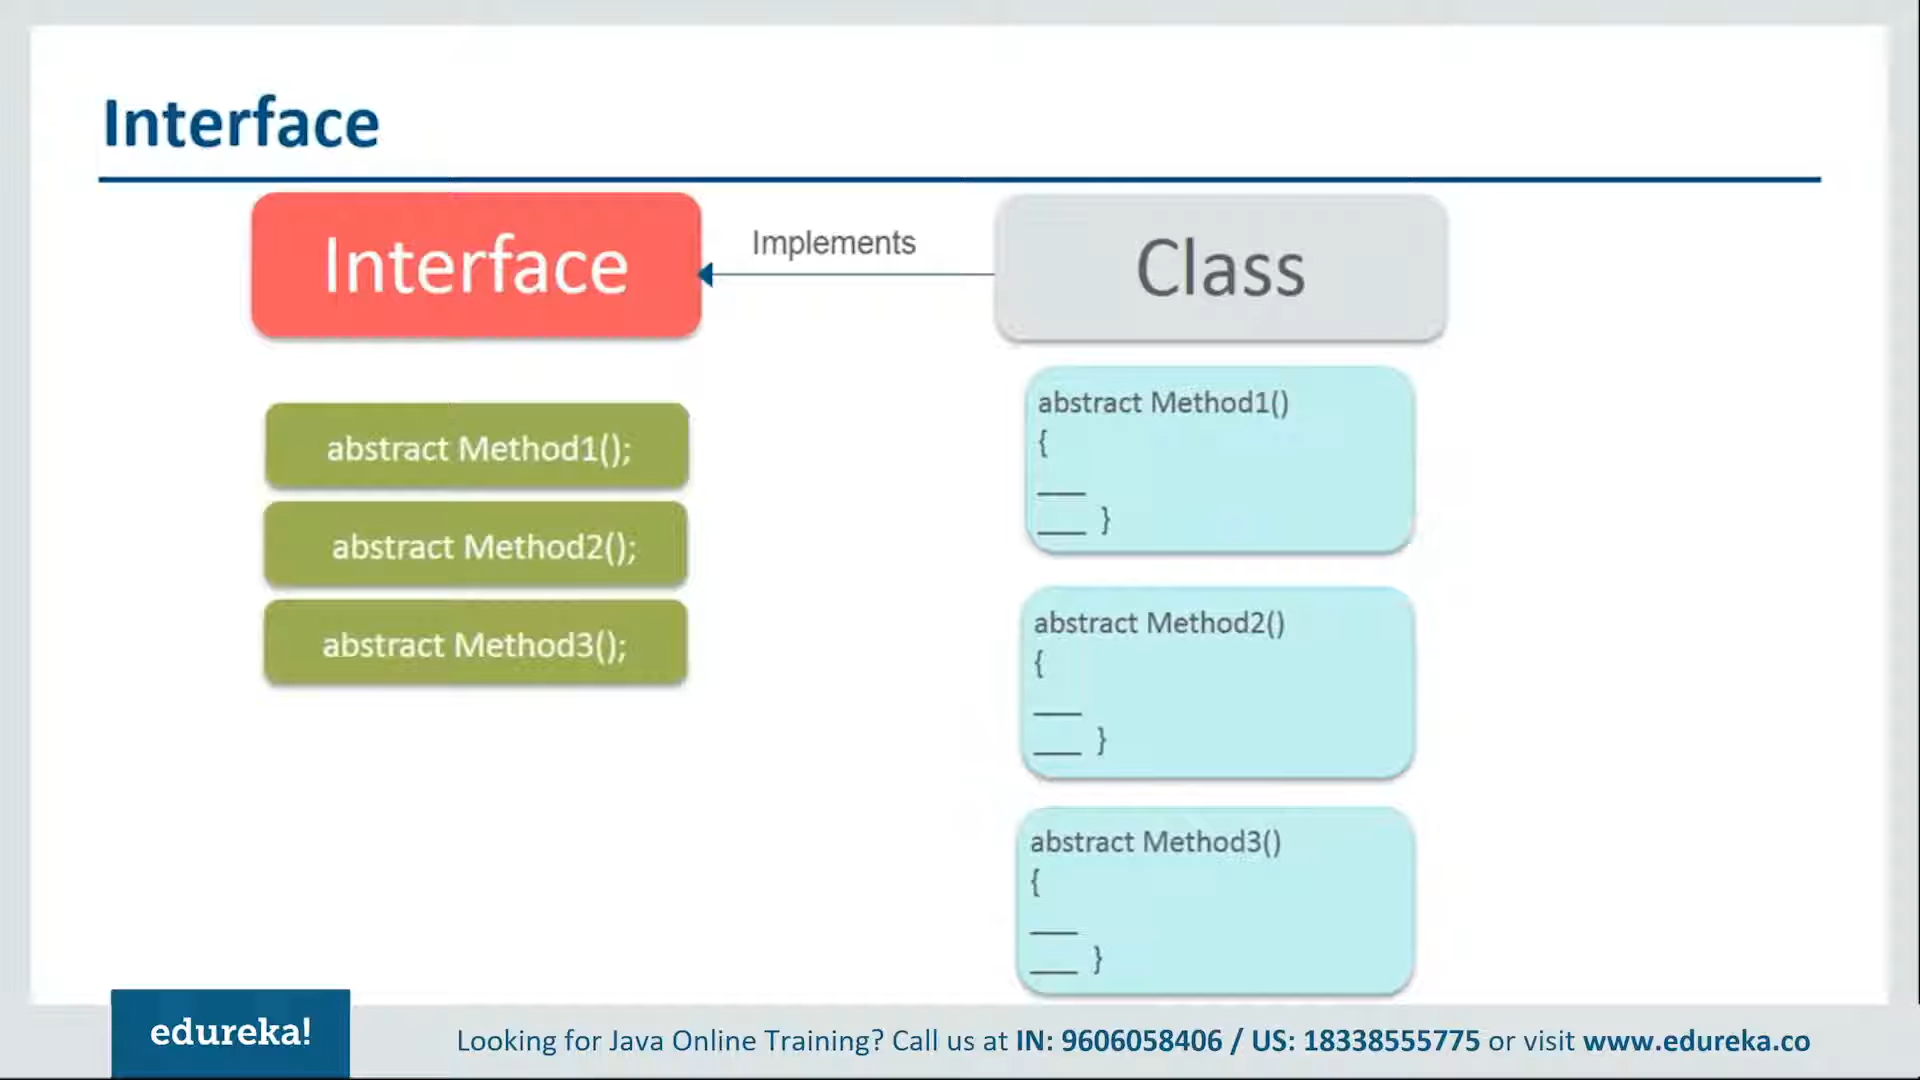 Interface
Interface
Implements
Class
abstract Method1();
abstract Method2();
abstract Method3();
abstract Method1()
{
___
___ }
abstract Method2()
{
___
___ }
abstract Method3()
{
___
___ }
edureka!
Looking for Java Online Training? Call us at IN: 9606058406 / US: 18338555775 or visit www.edureka.co